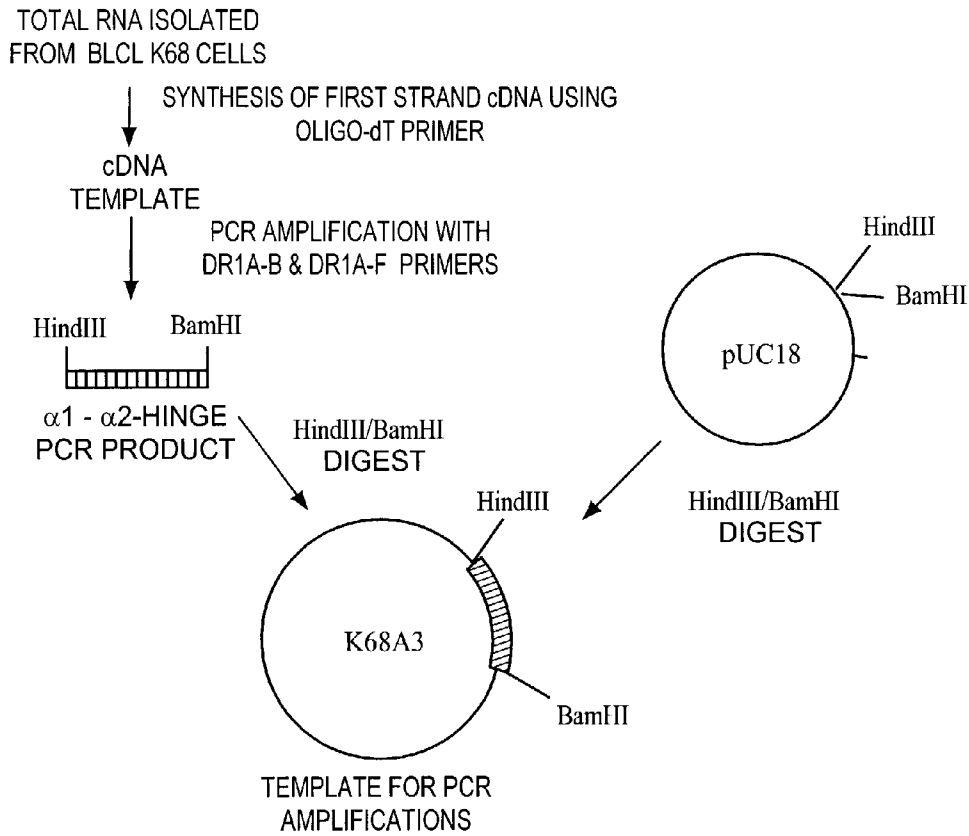 TOTAL RNA ISOLATED
FROM BLCL K68 CELLS
SYNTHESIS OF FIRST STRAND cDNA USING
OLIGO-dT PRIMER
cDNA
TEMPLATE
PCR AMPLIFICATION WITH
DR1A-B & DR1A-F PRIMERS
HindIII
BamHI
HindIII
BamHI
pUC18
α1 - α2-HINGE
PCR PRODUCT
HindIII/BamHI
DIGEST
HindIII/BamHI
DIGEST
HindIII
K68A3
BamHI
TEMPLATE FOR PCR
AMPLIFICATIONS